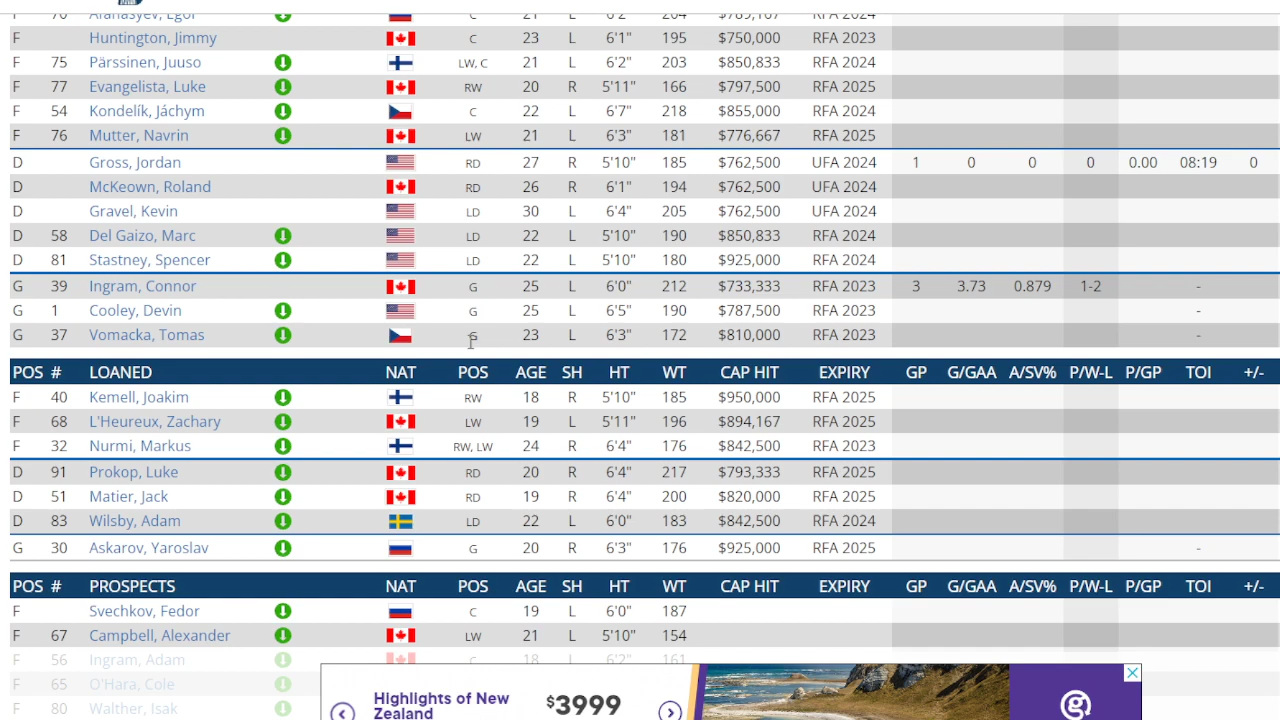 F 70 Afanasyev, Egor C 21 L 6'2" 204 $789,167 RFA 2024
F Huntington, Jimmy C 23 L 6'1" 195 $750,000 RFA 2023
F 75 Pärssinen, Juuso LW, C 21 L 6'2" 203 $850,833 RFA 2024
F 77 Evangelista, Luke RW 20 R 5'11" 166 $797,500 RFA 2025
F 54 Kondelík, Jáchym C 22 L 6'7" 218 $855,000 RFA 2024
F 76 Mutter, Navrin LW 21 L 6'3" 181 $776,667 RFA 2025
D Gross, Jordan RD 27 R 5'10" 185 $762,500 UFA 2024 1 0 0 0 0.00 08:19 0
D McKeown, Roland RD 26 R 6'1" 194 $762,500 UFA 2024
D Gravel, Kevin LD 30 L 6'4" 205 $762,500 UFA 2024
D 58 Del Gaizo, Marc LD 22 L 5'10" 190 $850,833 RFA 2024
D 81 Stastney, Spencer LD 22 L 5'10" 180 $925,000 RFA 2024
G 39 Ingram, Connor G 25 L 6'0" 212 $733,333 RFA 2023 3 3.73 0.879 1-2 -
G 1 Cooley, Devin G 25 L 6'5" 190 $787,500 RFA 2023 -
G 37 Vomacka, Tomas G 23 L 6'3" 172 $810,000 RFA 2023 -
POS # LOANED NAT POS AGE SH HT WT CAP HIT EXPIRY GP G/GAA A/SV% P/W-L P/GP TOI +/-
F 40 Kemell, Joakim RW 18 R 5'10" 185 $950,000 RFA 2025
F 68 L'Heureux, Zachary LW 19 L 5'11" 196 $894,167 RFA 2025
F 32 Nurmi, Markus RW, LW 24 R 6'4" 176 $842,500 RFA 2023
D 91 Prokop, Luke RD 20 R 6'4" 217 $793,333 RFA 2025
D 51 Matier, Jack RD 19 R 6'4" 200 $820,000 RFA 2025
D 83 Wilsby, Adam LD 22 L 6'0" 183 $842,500 RFA 2024
G 30 Askarov, Yaroslav G 20 R 6'3" 176 $925,000 RFA 2025 -
POS # PROSPECTS NAT POS AGE SH HT WT CAP HIT EXPIRY GP G/GAA A/SV% P/W-L P/GP TOI +/-
F Svechkov, Fedor C 19 L 6'0" 187
F 67 Campbell, Alexander LW 21 L 5'10" 154
F 56 Ingram, Adam C 18 L 6'2" 161
F 65 O'Hara, Cole
F 80 Walther, Isak
Highlights of New
Zealand
$3999